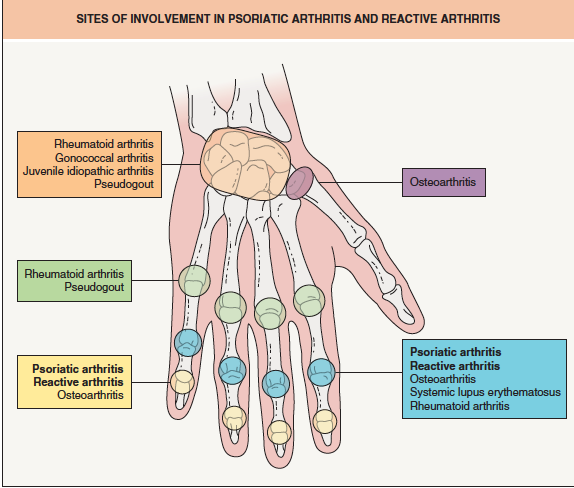 SITES OF INVOLVEMENT IN PSORIATIC ARTHRITIS AND REACTIVE ARTHRITIS
Rheumatoid arthritis
Gonococcal arthritis
Juvenile idiopathic arthritis
Pseudogout
Osteoarthritis
Rheumatoid arthritis
Pseudogout
Psoriatic arthritis
Reactive arthritis
Osteoarthritis
Psoriatic arthritis
Reactive arthritis
Osteoarthritis
Systemic lupus erythematosus
Rheumatoid arthritis